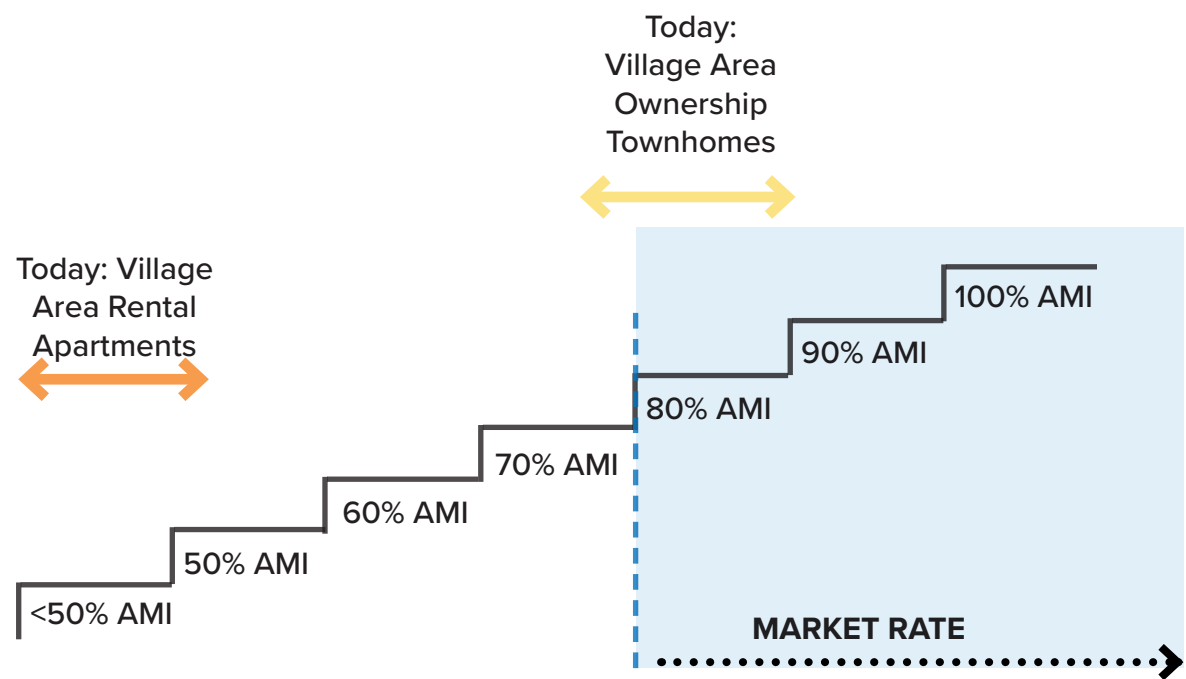 Today:
Village Area
Ownership
Townhomes
Today: Village
Area Rental
Apartments
100% AMI
90% AMI
80% AMI
70% AMI
60% AMI
50% AMI
<50% AMI
MARKET RATE